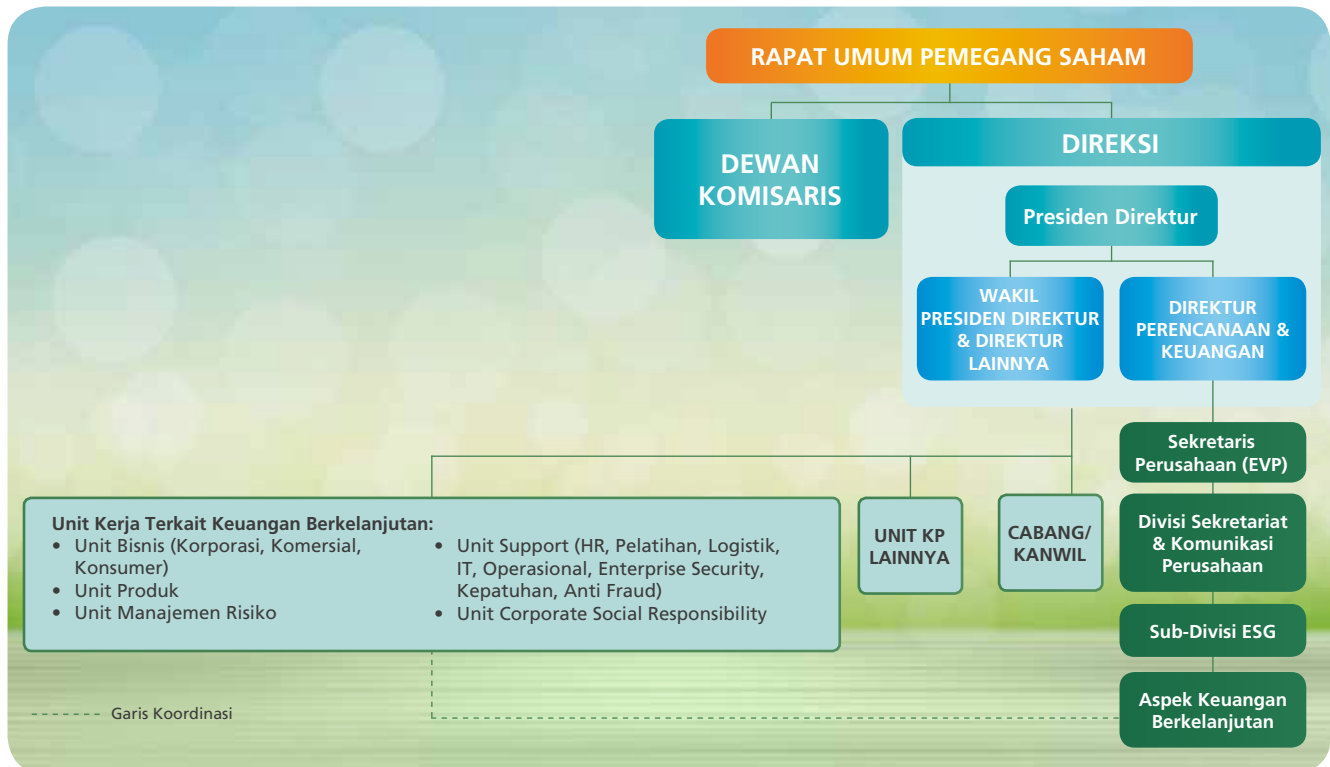 RAPAT UMUM PEMEGANG SAHAM
DEWAN
KOMISARIS
DIREKSI
Presiden Direktur
WAKIL
PRESIDEN DIREKTUR
& DIREKTUR
LAINNYA
DIREKTUR
PERENCANAAN &
KEUANGAN
Sekretaris
Perusahaan (EVP)
Unit Kerja Terkait Keuangan Berkelanjutan:
• Unit Bisnis (Korporasi, Komersial,
Konsumer)
• Unit Produk
• Unit Manajemen Risiko
• Unit Support (HR, Pelatihan, Logistik,
IT, Operasional, Enterprise Security,
Kepatuhan, Anti Fraud)
• Unit Corporate Social Responsibility
UNIT KP
LAINNYA
CABANG/
KANWIL
Divisi Sekretariat
& Komunikasi
Perusahaan
Sub-Divisi ESG
Aspek Keuangan
Berkelanjutan
Garis Koordinasi